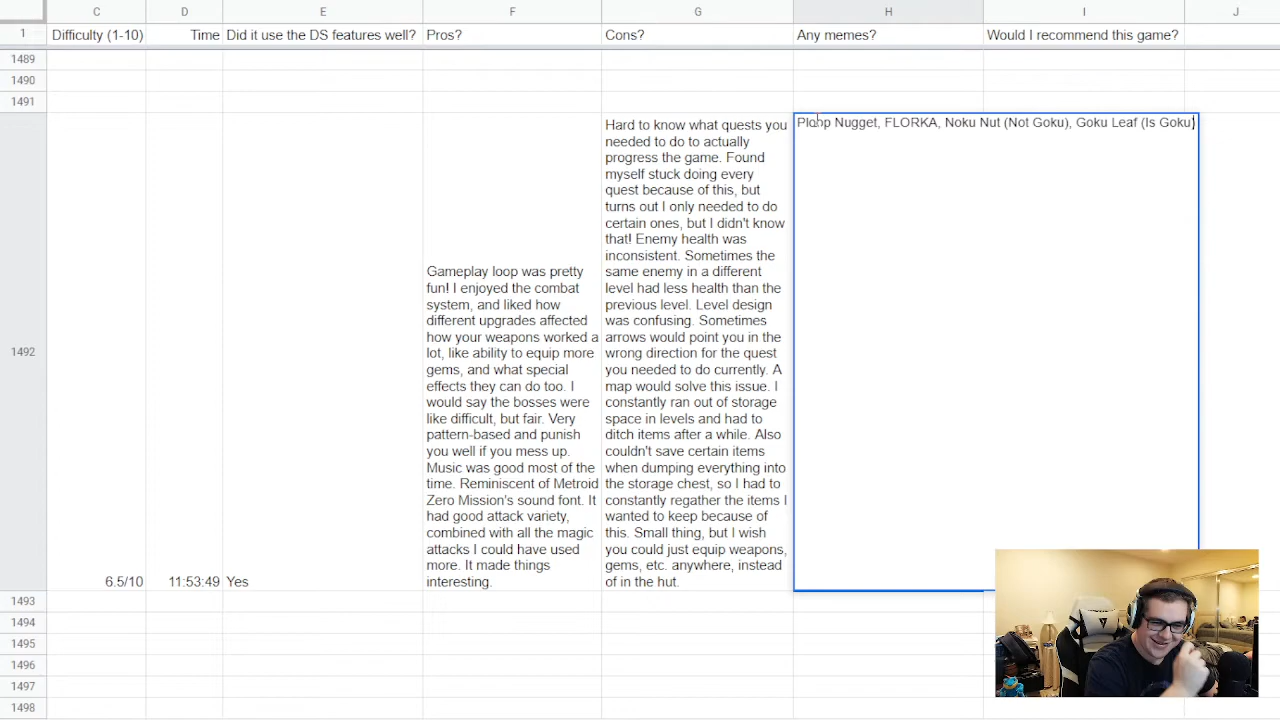 C D E F G H I J
1 Difficulty (1-10) Time Did it use the DS features well? Pros? Cons? Any memes? Would I recommend this game?
1489
1490
1491
1492
6.5/10
11:53:49
Yes
Gameplay loop was pretty
fun! I enjoyed the combat
system, and liked how
different upgrades affected
how your weapons worked a
lot, like ability to equip more
gems, and what special
effects they can do too. I
would say the bosses were
like difficult, but fair. Very
pattern-based and punish
you well if you mess up.
Music was good most of the
time. Reminiscent of Metroid
Zero Mission's sound font. It
had good attack variety,
combined with all the magic
attacks I could have used
more. It made things
interesting.
Hard to know what quests you
needed to do to actually
progress the game. Found
myself stuck doing every
quest because of this, but
turns out I only needed to do
certain ones, but I didn't know
that! Enemy health was
inconsistent. Sometimes the
same enemy in a different
level had less health than the
previous level. Level design
was confusing. Sometimes
arrows would point you in the
wrong direction for the quest
you needed to do currently. A
map would solve this issue. I
constantly ran out of storage
space in levels and had to
ditch items after a while. Also
couldn't save certain items
when dumping everything into
the storage chest, so I had to
constantly regather the items I
wanted to keep because of
this. Small thing, but I wish
you could just equip weapons,
gems, etc. anywhere, instead
of in the hut.
Ploop Nugget, FLORKA, Noku Nut (Not Goku), Goku Leaf (Is Goku)
1493
1494
1495
1496
1497
1498